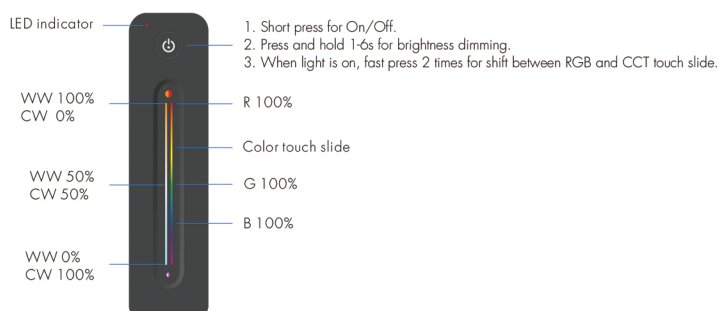 LED indicator
1. Short press for On/Off.
2. Press and hold 1-6s for brightness dimming.
3. When light is on, fast press 2 times for shift between RGB and CCT touch slide.
WW 100%
CW 0%
R 100%
Color touch slide
WW 50%
CW 50%
G 100%
B 100%
WW 0%
CW 100%